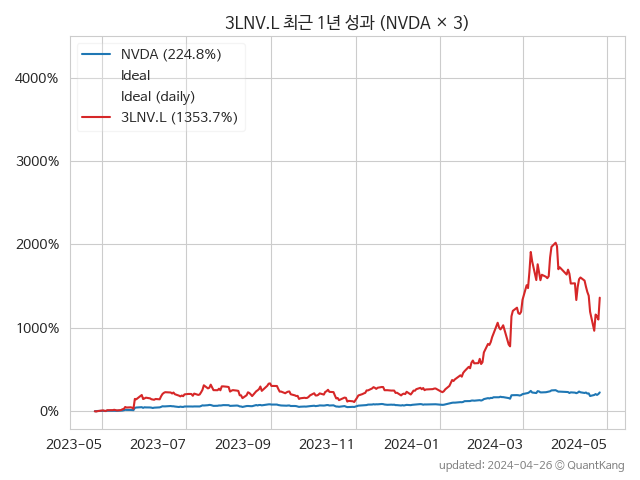 3LNV.L 최근 1년 성과 (NVDA × 3)
NVDA (224.8%)
Ideal
Ideal (daily)
3LNV.L (1353.7%)
4000%
3000%
2000%
1000%
0%
2023-05 2023-07 2023-09 2023-11 2024-01 2024-03 2024-05
updated: 2024-04-26 © QuantKang